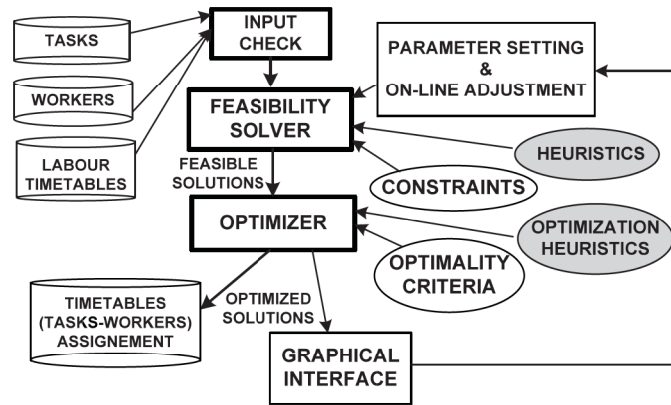 TASKS
WORKERS
LABOUR
TIMETABLES
INPUT
CHECK
PARAMETER SETTING
&
ON-LINE ADJUSTMENT
FEASIBILITY
SOLVER
HEURISTICS
FEASIBLE
SOLUTIONS
CONSTRAINTS
OPTIMIZER
OPTIMIZATION
HEURISTICS
OPTIMALITY
CRITERIA
TIMETABLES
(TASKS-WORKERS)
ASSIGNEMENT
OPTIMIZED
SOLUTIONS
GRAPHICAL
INTERFACE